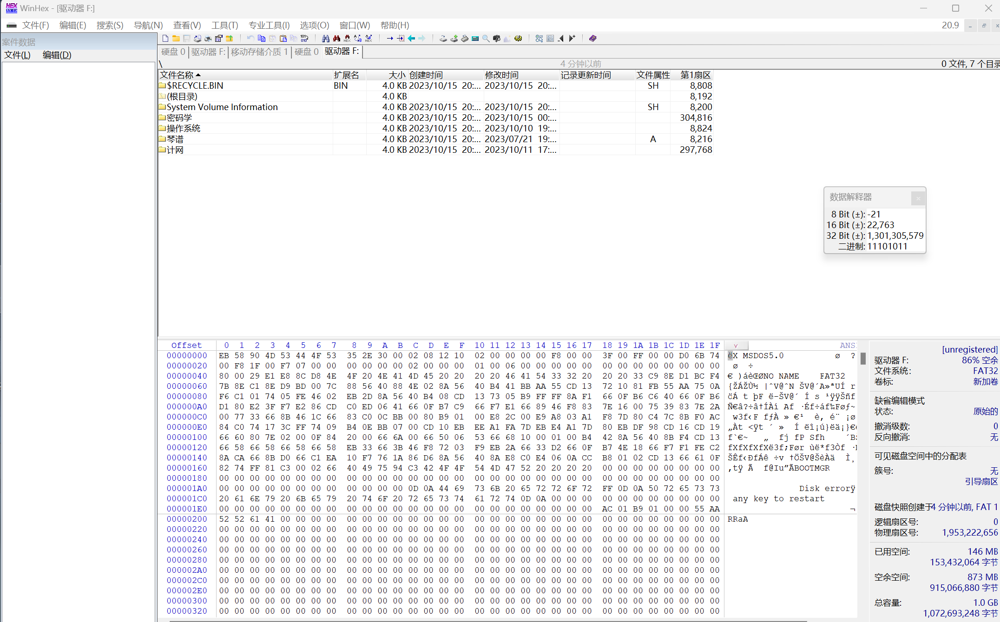 WinHex - [驱动器 F:]
文件(F) 编辑(E) 搜索(S) 导航(N) 查看(V) 工具(T) 专业工具(I) 选项(O) 窗口(W) 帮助(H) 20.9
案件数据
文件(L) 编辑(D)
硬盘 0 驱动器 F: 移动存储介质 1 硬盘 0 驱动器 F:
\ 4 分钟以前 0 文件, 7 个目录
文件名称 扩展名 大小 创建时间 修改时间 记录更新时间 文件属性 第1扇区
$RECYCLE.BIN BIN 4.0 KB 2023/10/15 20:... 2023/10/15 20:... SH 8,808
(根目录) 4.0 KB 8,192
System Volume Information 4.0 KB 2023/10/15 20:... 2023/10/15 20:... SH 8,200
密码学 4.0 KB 2023/10/15 20:... 2023/10/15 00:... 304,816
操作系统 4.0 KB 2023/10/15 20:... 2023/10/10 19:... 8,824
琴谱 4.0 KB 2023/10/15 20:... 2023/07/21 19:... A 8,216
计网 4.0 KB 2023/10/15 20:... 2023/10/11 17:... 297,768
数据解释器
8 Bit (±): -21
16 Bit (±): 22,763
32 Bit (±): 1,301,305,579
二进制: 11101011
Offset 0 1 2 3 4 5 6 7 8 9 A B C D E F 10 11 12 13 14 15 16 17 18 19 1A 1B 1C 1D 1E 1F ANS
00000000 EB 58 90 4D 53 44 4F 53 35 2E 30 00 02 08 12 10 02 00 00 00 00 F8 00 00 3F 00 FF 00 00 D0 6B 74 ëX MSDOS5.0 ø ?
00000020 00 F8 1F 00 F7 07 00 00 00 00 00 00 02 00 00 00 01 00 06 00 00 00 00 00 00 00 00 00 00 00 00 00 ø ÷
00000040 80 00 29 E1 E8 8C D8 4E 4F 20 4E 41 4D 45 20 20 20 20 46 41 54 33 32 20 20 20 33 C9 8E D1 BC F4 € )áèŒØNO NAME FAT32
00000060 7B 8E C1 8E D9 BD 00 7C 88 56 40 88 4E 02 8A 56 40 B4 41 BB AA 55 CD 13 72 10 81 FB 55 AA 75 0A {ŽÁŽÙ½ |ˆV@ˆN ŠV@´A»ªUÍ r
00000080 F6 C1 01 74 05 FE 46 02 EB 2D 8A 56 40 B4 08 CD 13 73 05 B9 FF FF 8A F1 66 0F B6 C6 40 66 0F B6 öÁ t þF ë-ŠV@´ Í s ¹ÿÿŠñf
000000A0 D1 80 E2 3F F7 E2 86 CD C0 ED 06 41 66 0F B7 C9 66 F7 E1 66 89 46 F8 83 7E 16 00 75 39 83 7E 2A Ñ€â?÷â†ÍÀí Af ·Éf÷áf‰Føƒ~
000000C0 00 77 33 66 8B 46 1C 66 83 C0 0C BB 00 80 B9 01 00 E8 2C 00 E9 A8 03 A1 F8 7D 80 C4 7C 8B F0 AC w3f‹F fƒÀ » €¹ è, é¨ ¡ø
000000E0 84 C0 74 17 3C FF 74 09 B4 0E BB 07 00 CD 10 EB EE A1 FA 7D EB E4 A1 7D 80 EB DF 98 CD 16 CD 19 „Àt <ÿt ´ » Í ëî¡ú}ëä¡}€
00000100 66 60 80 7E 02 00 0F 84 20 00 66 6A 00 66 50 06 53 66 68 10 00 01 00 B4 42 8A 56 40 8B F4 CD 13 f`€~ „ fj fP Sfh ´B
00000120 66 58 66 58 66 58 66 58 EB 33 66 3B 46 F8 72 03 F9 EB 2A 66 33 D2 66 0F B7 4E 18 66 F7 F1 FE C2 fXfXfXfXë3f;Før ùë*f3Òf ·
00000140 8A CA 66 8B D0 66 C1 EA 10 F7 76 1A 86 D6 8A 56 40 8A E8 C0 E4 06 0A CC B8 01 02 CD 13 66 61 0F ŠÊf‹ÐfÁê ÷v †ÖŠV@ŠèÀä Ì¸
00000160 82 74 FF 81 C3 00 02 66 40 49 75 94 C3 42 4F 4F 54 4D 47 52 20 20 20 20 00 00 00 00 00 00 00 00 ‚tÿ Ã f@Iu”ÃBOOTMGR
00000180 00 00 00 00 00 00 00 00 00 00 00 00 00 00 00 00 00 00 00 00 00 00 00 00 00 00 00 00 00 00 00 00
000001A0 00 00 00 00 00 00 00 00 00 00 00 00 0D 0A 44 69 73 6B 20 65 72 72 6F 72 FF 0D 0A 50 72 65 73 73 Disk errorÿ
000001C0 20 61 6E 79 20 6B 65 79 20 74 6F 20 72 65 73 74 61 72 74 0D 0A 00 00 00 00 00 00 00 00 00 00 00 any key to restart
000001E0 00 00 00 00 00 00 00 00 00 00 00 00 00 00 00 00 00 00 00 00 00 00 00 00 AC 01 B9 01 00 00 55 AA ¬
00000200 52 52 61 41 00 00 00 00 00 00 00 00 00 00 00 00 00 00 00 00 00 00 00 00 00 00 00 00 00 00 00 00 RRaA
00000220 00 00 00 00 00 00 00 00 00 00 00 00 00 00 00 00 00 00 00 00 00 00 00 00 00 00 00 00 00 00 00 00
00000240 00 00 00 00 00 00 00 00 00 00 00 00 00 00 00 00 00 00 00 00 00 00 00 00 00 00 00 00 00 00 00 00
00000260 00 00 00 00 00 00 00 00 00 00 00 00 00 00 00 00 00 00 00 00 00 00 00 00 00 00 00 00 00 00 00 00
00000280 00 00 00 00 00 00 00 00 00 00 00 00 00 00 00 00 00 00 00 00 00 00 00 00 00 00 00 00 00 00 00 00
000002A0 00 00 00 00 00 00 00 00 00 00 00 00 00 00 00 00 00 00 00 00 00 00 00 00 00 00 00 00 00 00 00 00
000002C0 00 00 00 00 00 00 00 00 00 00 00 00 00 00 00 00 00 00 00 00 00 00 00 00 00 00 00 00 00 00 00 00
000002E0 00 00 00 00 00 00 00 00 00 00 00 00 00 00 00 00 00 00 00 00 00 00 00 00 00 00 00 00 00 00 00 00
00000300 00 00 00 00 00 00 00 00 00 00 00 00 00 00 00 00 00 00 00 00 00 00 00 00 00 00 00 00 00 00 00 00
00000320 00 00 00 00 00 00 00 00 00 00 00 00 00 00 00 00 00 00 00 00 00 00 00 00 00 00 00 00 00 00 00 00
[unregistered]
驱动器 F: 86% 空余
文件系统: FAT32
卷标: 新加卷
缺省编辑模式
状态: 原始的
撤消级数: 0
反向撤消: 无
可见磁盘空间中的分配表
簇号: 无
引导扇区
磁盘快照创建于4 分钟以前, FAT 1
逻辑扇区号: 0
物理扇区号: 1,953,222,656
已用空间: 146 MB
153,432,064 字节
空余空间: 873 MB
915,066,880 字节
总容量: 1.0 GB
1,072,693,248 字节